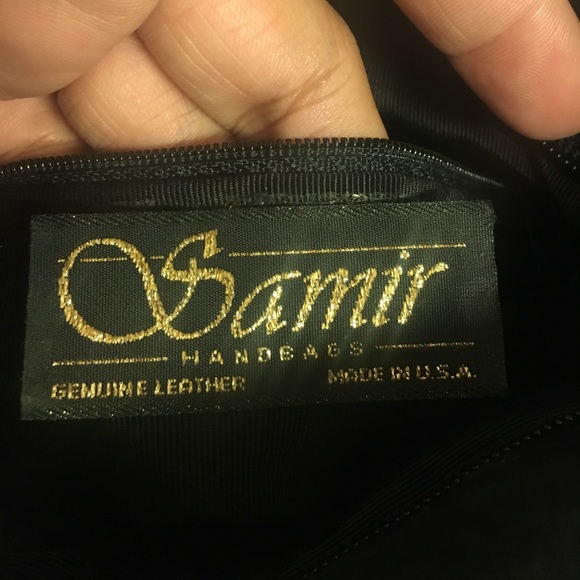 Samir
HANDBAGS
GENUINE LEATHER MADE IN U.S.A.